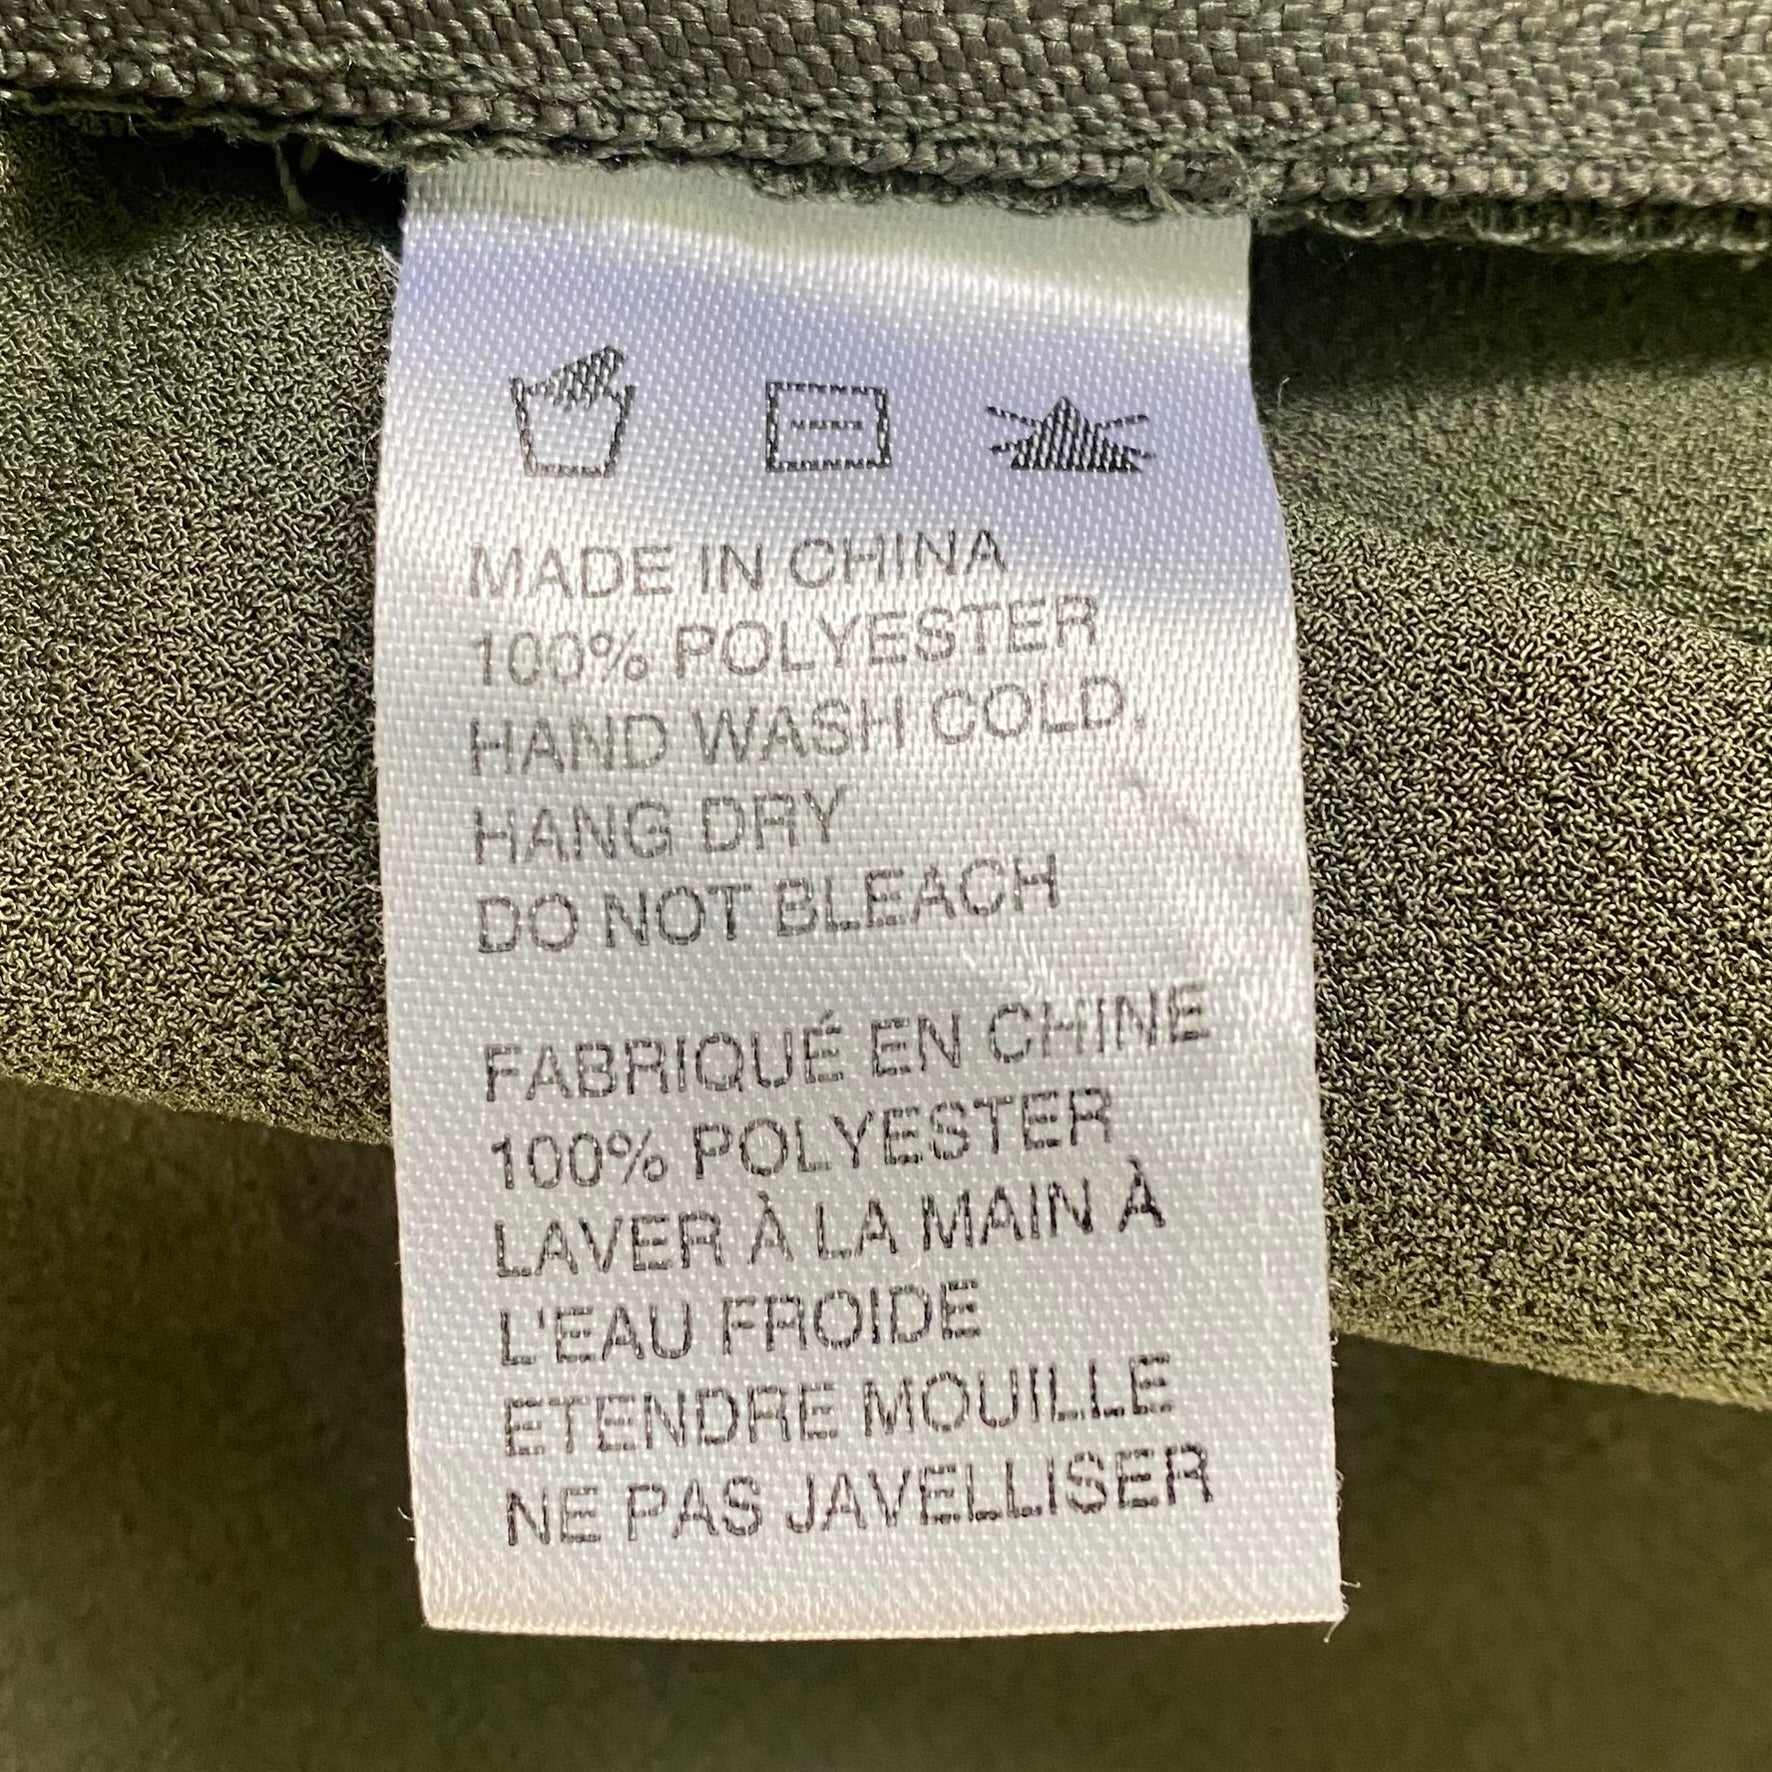 MADE IN CHINA
100% POLYESTER
HAND WASH COLD,
HANG DRY
DO NOT BLEACH
FABRIQUÉ EN CHINE
100% POLYESTER
LAVER À LA MAIN À
L'EAU FROIDE
ETENDRE MOUILLE
NE PAS JAVELLISER